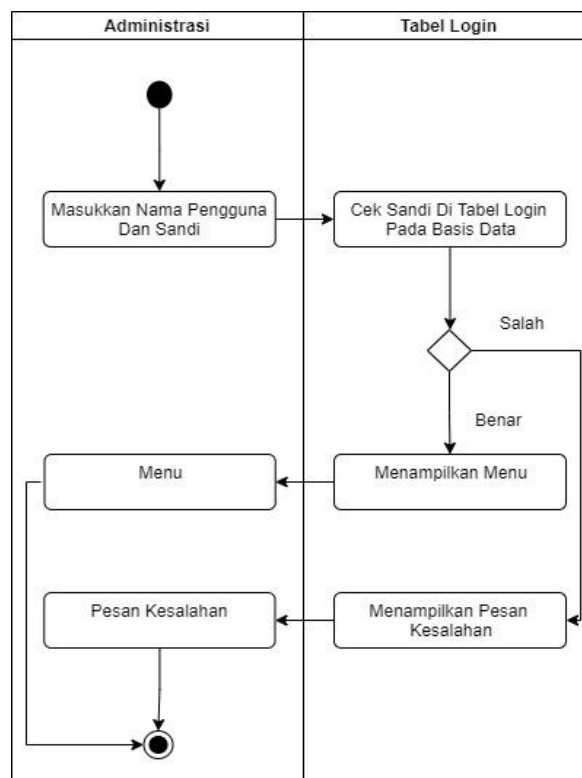 Administrasi
Tabel Login
Masukkan Nama Pengguna
Dan Sandi
Cek Sandi Di Tabel Login
Pada Basis Data
Salah
Benar
Menu
Menampilkan Menu
Pesan Kesalahan
Menampilkan Pesan
Kesalahan